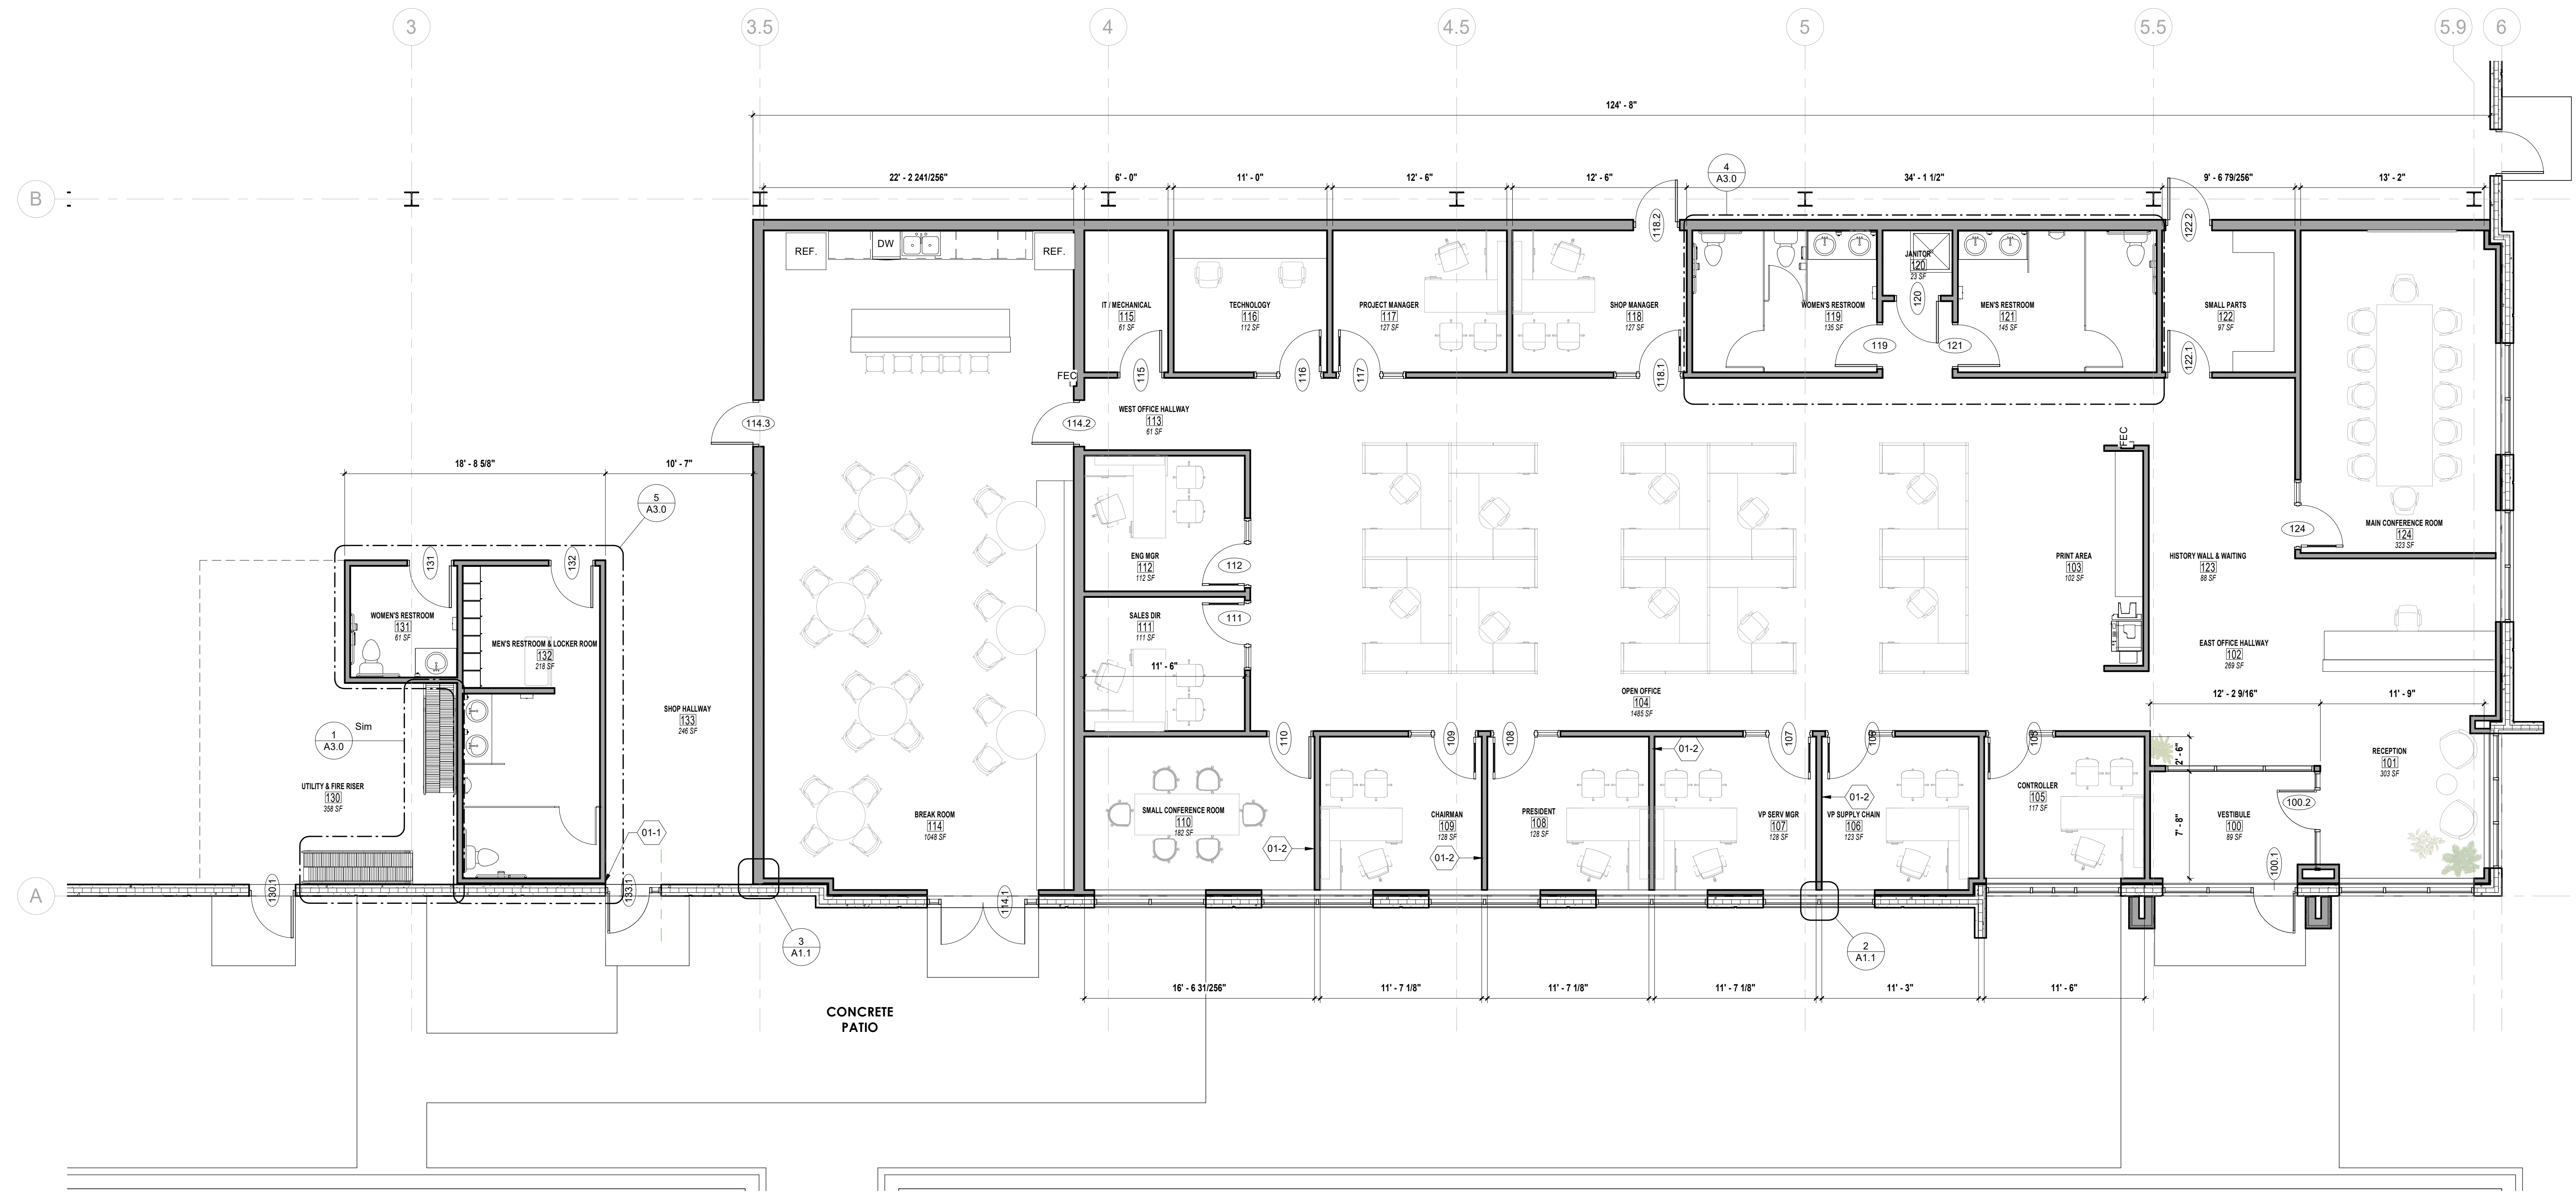 3
3.5
4
4.5
5
5.5
5.9
6
124' - 8"
22' - 2 241/256"
6' - 0"
11' - 0"
12' - 6"
12' - 6"
4
A3.0
34' - 1 1/2"
9' - 6 79/256"
13' - 2"
B
118.2
122.2
REF.
DW
REF.
JANITOR
120
23 SF
120
IT / MECHANICAL
115
61 SF
TECHNOLOGY
116
112 SF
PROJECT MANAGER
117
127 SF
SHOP MANAGER
118
127 SF
WOMEN'S RESTROOM
119
135 SF
MEN'S RESTROOM
121
145 SF
SMALL PARTS
122
97 SF
119
121
FEC
115
116
117
118.1
122.1
WEST OFFICE HALLWAY
113
61 SF
114.3
114.2
FEC
18' - 8 5/8"
10' - 7"
5
A3.0
MAIN CONFERENCE ROOM
124
323 SF
124
131
132
ENG MGR
112
112 SF
112
PRINT AREA
103
102 SF
HISTORY WALL & WAITING
123
88 SF
WOMEN'S RESTROOM
131
61 SF
MEN'S RESTROOM & LOCKER ROOM
132
218 SF
SALES DIR
111
111 SF
111
11' - 6"
EAST OFFICE HALLWAY
102
269 SF
OPEN OFFICE
104
1485 SF
12' - 2 9/16"
11' - 9"
SHOP HALLWAY
133
246 SF
Sim
1
A3.0
110
109
108
107
106
105
01-2
2' - 6"
RECEPTION
101
303 SF
UTILITY & FIRE RISER
130
358 SF
CONTROLLER
105
117 SF
01-2
100.2
BREAK ROOM
114
1048 SF
SMALL CONFERENCE ROOM
110
182 SF
CHAIRMAN
109
128 SF
PRESIDENT
108
128 SF
VP SERV MGR
107
128 SF
VP SUPPLY CHAIN
106
123 SF
VESTIBULE
100
89 SF
7' - 8"
01-1
01-2
01-2
100.1
A
130.1
133.1
114.1
3
A1.1
2
A1.1
16' - 6 31/256"
11' - 7 1/8"
11' - 7 1/8"
11' - 7 1/8"
11' - 3"
11' - 6"
CONCRETE
PATIO